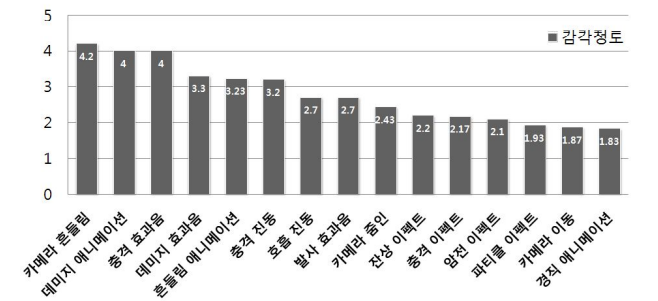 5
4
3
2
1
0
감각청토
4.2
4
4
3.3
3.23
3.2
2.7
2.7
2.43
2.2
2.17
2.1
1.93
1.87
1.83
카메라 흔들림
데미지 애니메이션
충격 효과음
데미지 효과음
흔들림 애니메이션
충격 진동
호흡 진동
발사 효과음
카메라 줌인
잔상 이펙트
충격 이펙트
암전 이펙트
파티클 이펙트
카메라 이동
경직 애니메이션